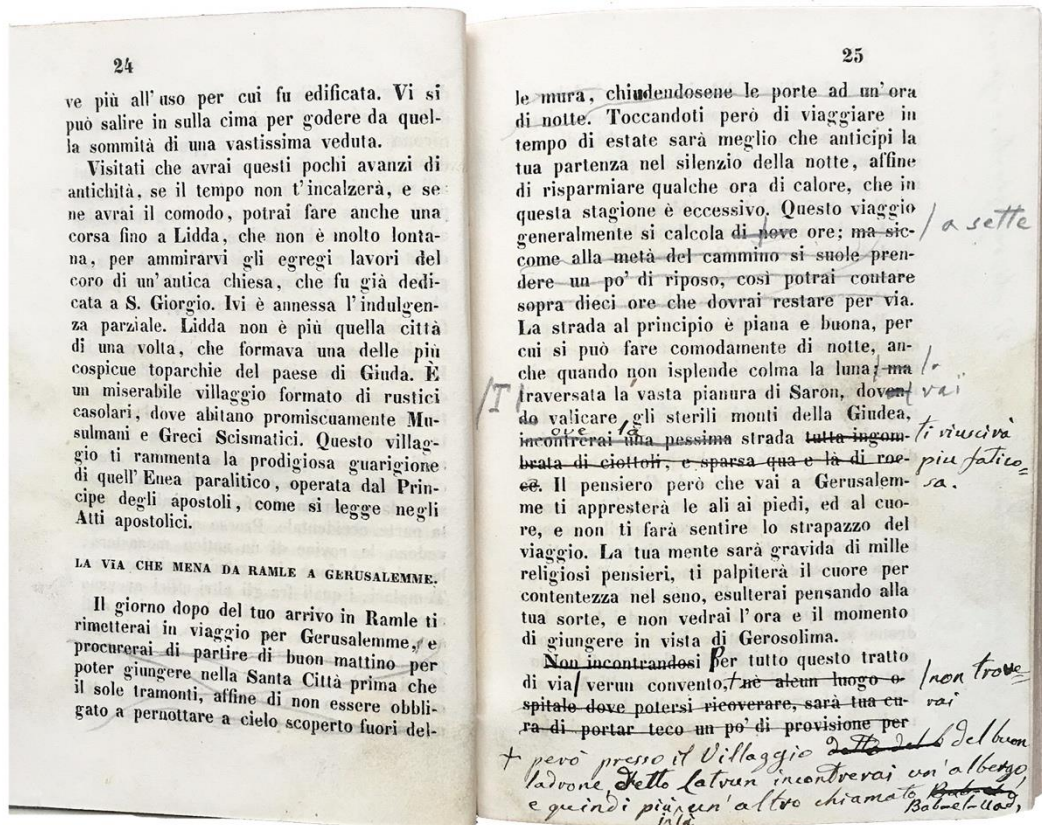 24
ve più all'uso per cui fu edificata. Vi si
può salire in sulla cima per godere da quel-
la sommità di una vastissima veduta.
Visitati che avrai questi pochi avanzi di
antichità, se il tempo non t'incalzerà, e se
ne avrai il comodo, potrai fare anche una
corsa fino a Lidda, che non è molto lonta-
na, per ammirarvi gli egregi lavori del
coro di un'antica chiesa, che fu già dedi-
cata a S. Giorgio. Ivi è annessa l'indulgen-
za parziale. Lidda non è più quella città
di una volta, che formava una delle più
cospicue toparchie del paese di Giuda. È
un miserabile villaggio formato di rustici
casolari, dove abitano promiscuamente Mu-
sulmani e Greci Scismatici. Questo villag-
gio ti rammenta la prodigiosa guarigione
di quell'Enea paralitico, operata dal Prin-
cipe degli apostoli, come si legge negli
Atti apostolici.
LA VIA CHE MENA DA RAMLE A GERUSALEMME.
Il giorno dopo del tuo arrivo in Ramle ti
rimetterai in viaggio per Gerusalemme, e
procurerai di partire di buon mattino per
poter giungere nella Santa Città prima che
il sole tramonti, affine di non essere obbli-
gato a pernottare a cielo scoperto fuori del-
25
le mura, chiudendosene le porte ad un'ora
di notte. Toccandoti però di viaggiare in
tempo di estate sarà meglio che anticipi la
tua partenza nel silenzio della notte, affine
di risparmiare qualche ora di calore, che in
questa stagione è eccessivo. Questo viaggio
generalmente si calcola di nove ore; ma sic- / a sette
come alla metà del cammino si suole pren-
dere un po' di riposo, così potrai contare
sopra dieci ore che dovrai restare per via.
La strada al principio è piana e buona, per
cui si può fare comodamente di notte, an-
che quando non isplende colma la luna; ma /.
/T/ traversata la vasta pianura di Saron, doven- / vai
do valicare gli sterili monti della Giudea,
ove la
incontrerai una pessima strada tutta ingom- / ti riuscirà
brata di ciottoli, e sparsa qua e là di roc- più fatico=
ce. Il pensiero però che vai a Gerusalem- sa.
me ti appresterà le ali ai piedi, ed al cuo-
re, e non ti farà sentire lo strapazzo del
viaggio. La tua mente sarà gravida di mille
religiosi pensieri, ti palpiterà il cuore per
contentezza nel seno, esulterai pensando alla
tua sorte, e non vedrai l'ora e il momento
di giungere in vista di Gerosolima.
Non incontrandosi Per tutto questo tratto
di via/ verun convento, + nè alcun luogo o- / non trove=
spitale dove potersi ricoverare, sarà tua cu- rai
ra di portar teco un po' di provisione per
+ però presso il Villaggio detto del del buon
ladrone, detto Latrun incontrerai un'albergo,
e quindi più in là un'altro chiamato
Bab-el-Uad,